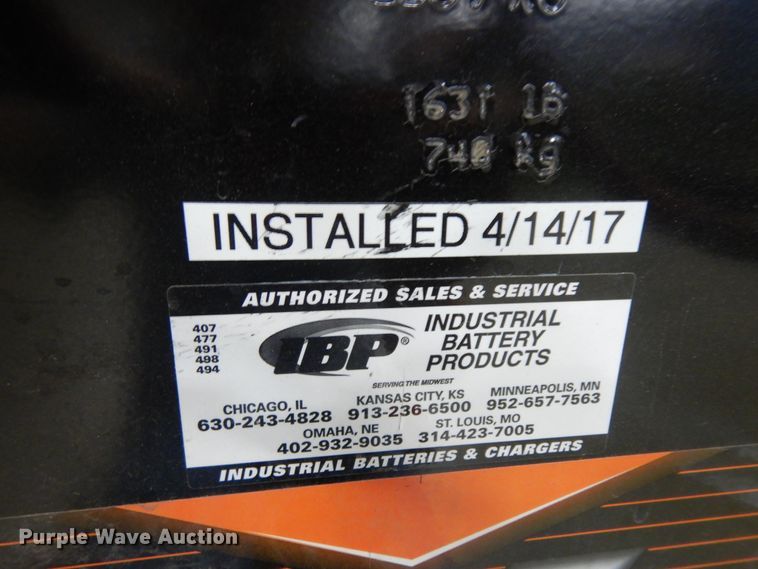 1631 lb
740 kg
INSTALLED 4/14/17
AUTHORIZED SALES & SERVICE
407
477
491
498
494
IBP®
INDUSTRIAL
BATTERY
PRODUCTS
SERVING THE MIDWEST
CHICAGO, IL
630-243-4828
KANSAS CITY, KS
913-236-6500
MINNEAPOLIS, MN
952-657-7563
OMAHA, NE
402-932-9035
ST. LOUIS, MO
314-423-7005
INDUSTRIAL BATTERIES & CHARGERS
Purple Wave Auction